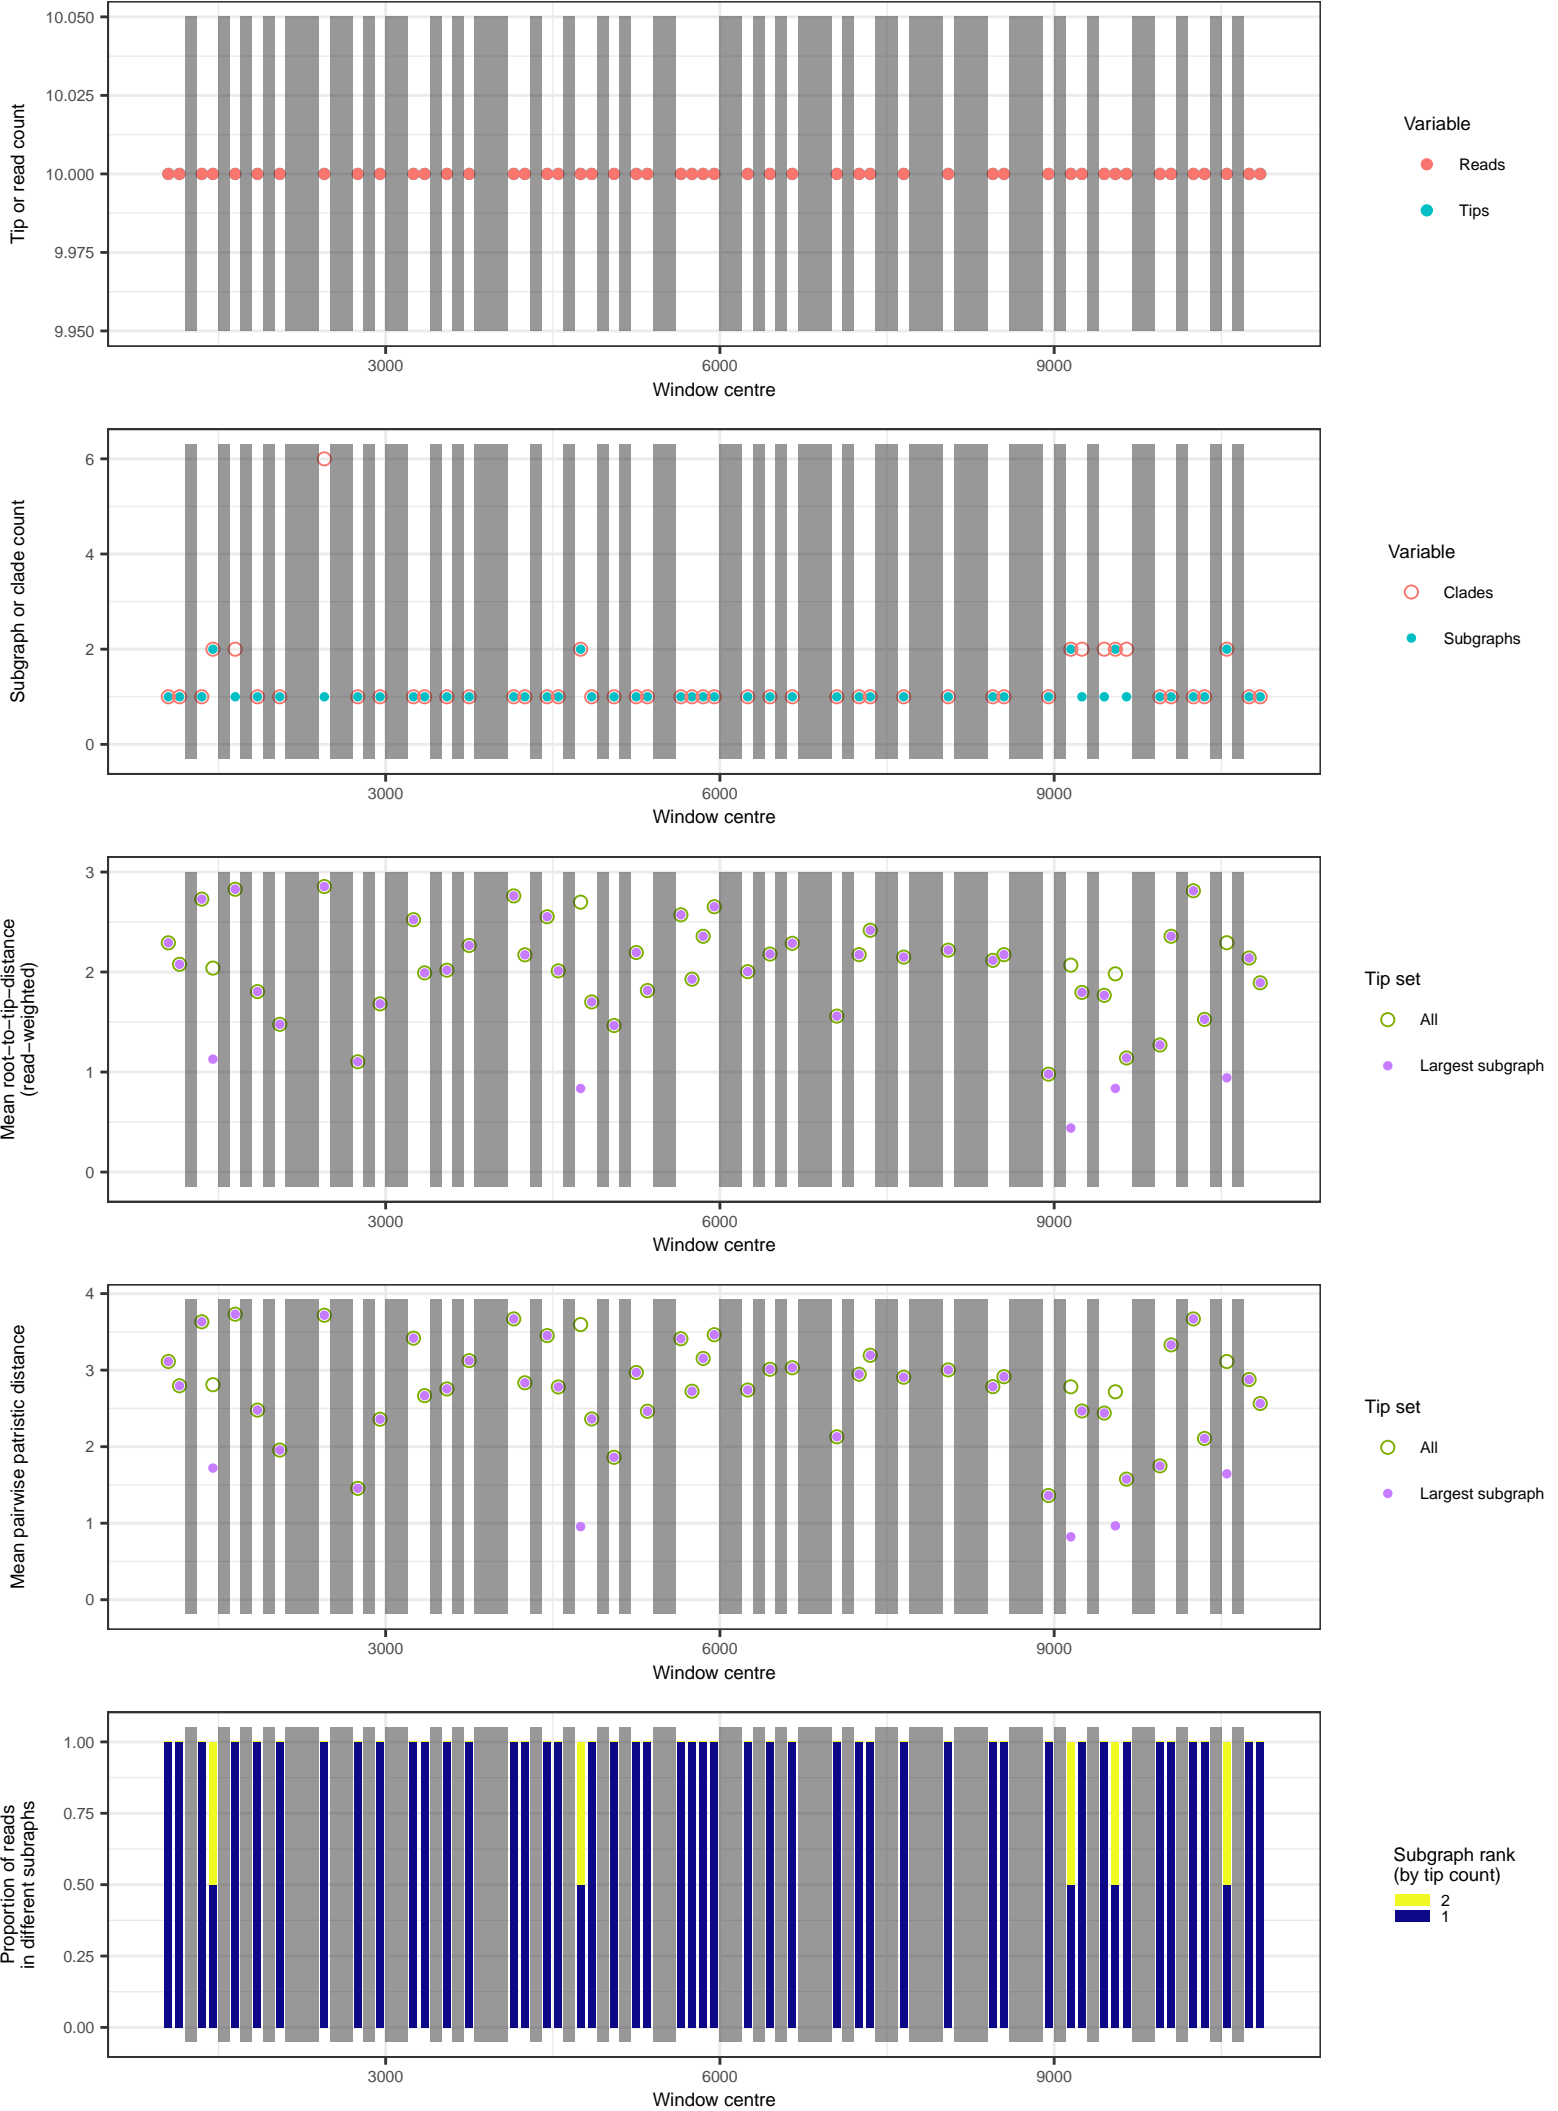 10.050
10.025
10.000
9.975
9.950
Tip or read count
3000
6000
9000
Window centre
Variable
Reads
Tips
6
4
2
0
Subgraph or clade count
3000
6000
9000
Window centre
Variable
Clades
Subgraphs
3
2
1
0
Mean root−to−tip−distance
(read−weighted)
3000
6000
9000
Window centre
Tip set
All
Largest subgraph
4
3
2
1
0
Mean pairwise patristic distance
3000
6000
9000
Window centre
Tip set
All
Largest subgraph
1.00
0.75
0.50
0.25
0.00
Proportion of reads
in different subraphs
3000
6000
9000
Window centre
Subgraph rank
(by tip count)
2
1